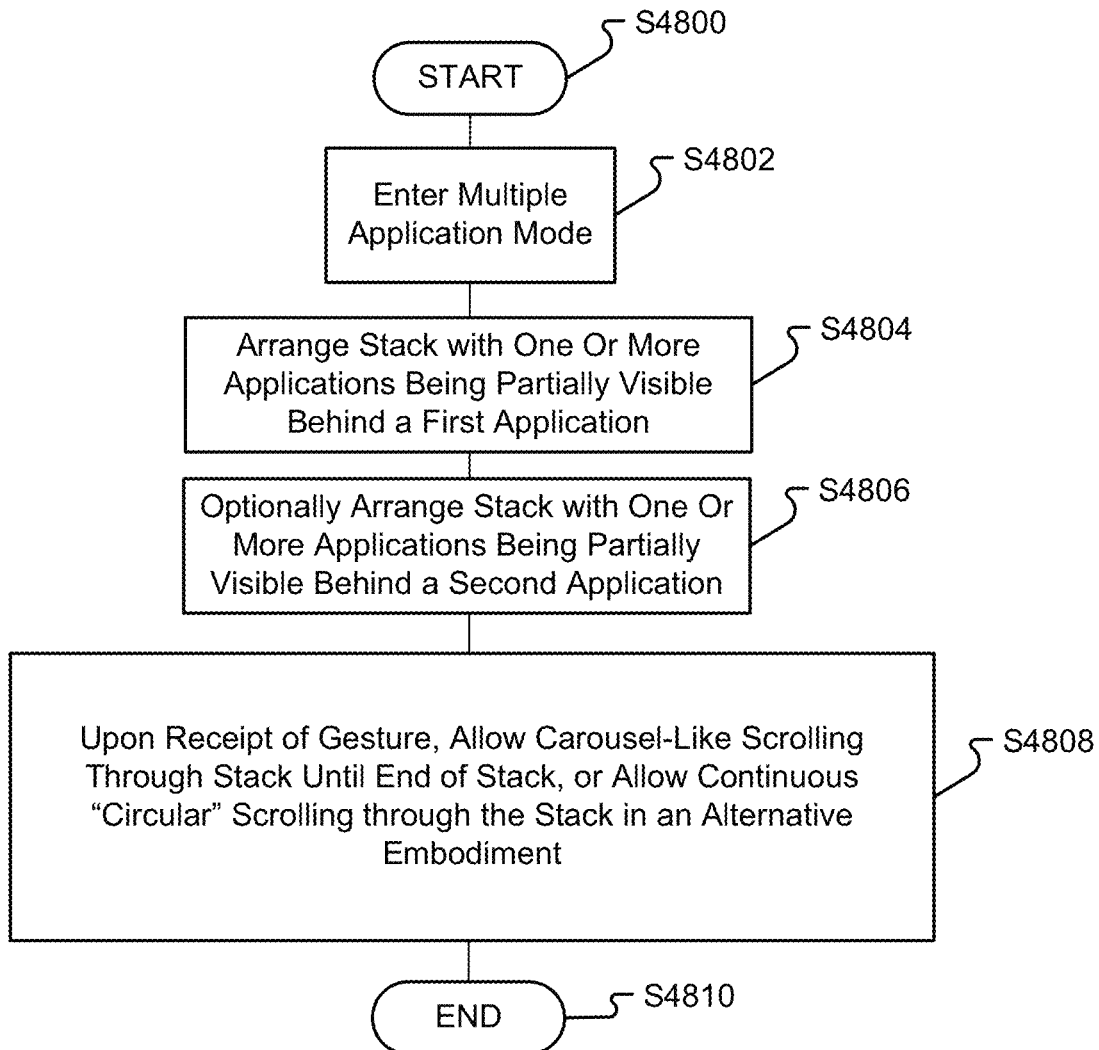 S4800
START
S4802
Enter Multiple
Application Mode
S4804
Arrange Stack with One Or More
Applications Being Partially Visible
Behind a First Application
S4806
Optionally Arrange Stack with One Or
More Applications Being Partially
Visible Behind a Second Application
Upon Receipt of Gesture, Allow Carousel-Like Scrolling
S4808
Through Stack Until End of Stack, or Allow Continuous
“Circular” Scrolling through the Stack in an Alternative
Embodiment
S4810
END